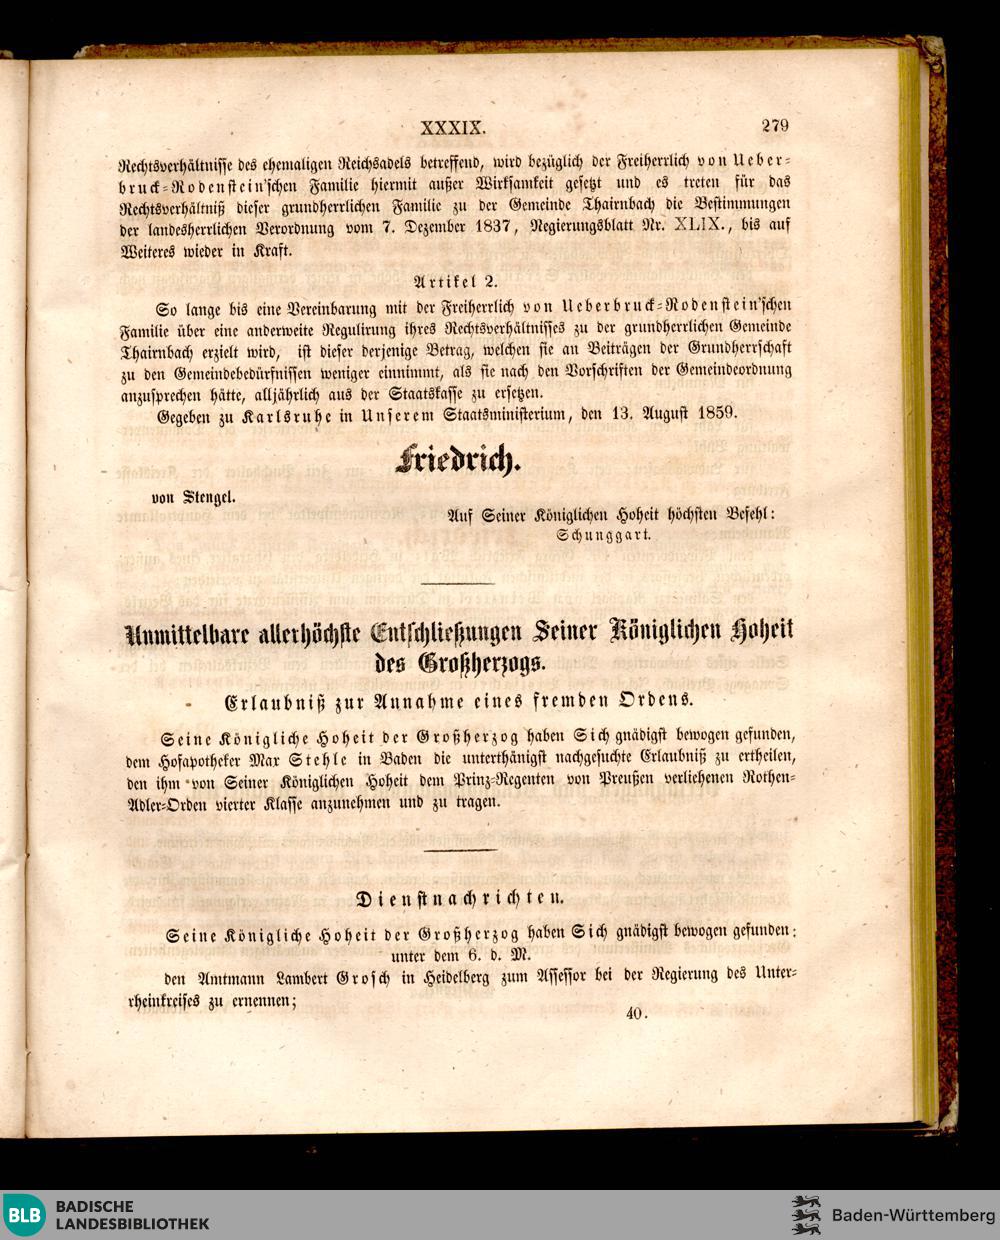 XXXIX. 279
Rechtsverhältnisse des ehemaligen Reichsadels betreffend, wird bezüglich der Freiherrlich von Ueber-
bruck-Rodenstein'schen Familie hiermit außer Wirksamkeit gesetzt und es treten für das
Rechtsverhältniß dieser grundherrlichen Familie zu der Gemeinde Thairnbach die Bestimmungen
der landesherrlichen Verordnung vom 7. Dezember 1837, Regierungsblatt Nr. XLIX., bis auf
Weiteres wieder in Kraft.
Artikel 2.
So lange bis eine Vereinbarung mit der Freiherrlich von Ueberbruck-Rodenstein'schen
Familie über eine anderweite Regulirung ihres Rechtsverhältnisses zu der grundherrlichen Gemeinde
Thairnbach erzielt wird, ist dieser derjenige Betrag, welchen sie an Beiträgen der Grundherrschaft
zu den Gemeindebedürfnissen weniger einnimmt, als sie nach den Vorschriften der Gemeindeordnung
anzusprechen hätte, alljährlich aus der Staatskasse zu ersetzen.
Gegeben zu Karlsruhe in Unserem Staatsministerium, den 13. August 1859.
Friedrich.
von Stengel.
Auf Seiner Königlichen Hoheit höchsten Befehl:
Schunggart.
Unmittelbare allerhöchste Entschließungen Seiner Königlichen Hoheit
des Großherzogs.
Erlaubniß zur Annahme eines fremden Ordens.
Seine Königliche Hoheit der Großherzog haben Sich gnädigst bewogen gefunden,
dem Hofapotheker Max Stehle in Baden die unterthänigst nachgesuchte Erlaubniß zu ertheilen,
den ihm von Seiner Königlichen Hoheit dem Prinz-Regenten von Preußen verliehenen Rothen-
Adler-Orden vierter Klasse anzunehmen und zu tragen.
Dienstnachrichten.
Seine Königliche Hoheit der Großherzog haben Sich gnädigst bewogen gefunden:
unter dem 6. d. M.
den Amtmann Lambert Grosch in Heidelberg zum Assessor bei der Regierung des Unter-
rheinkreises zu ernennen;
40.
BLB BADISCHE
LANDESBIBLIOTHEK
Baden-Württemberg